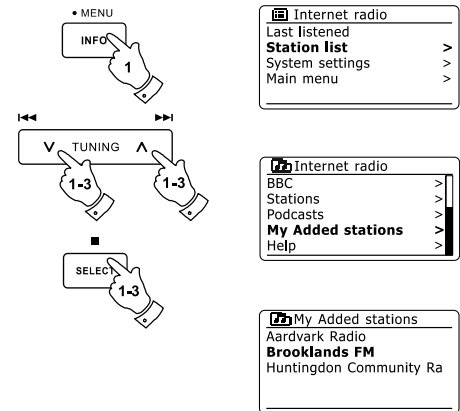 • MENU
INFO
1
V TUNING ʌ
1-3
1-3
SELECT
1-3
Internet radio
Last listened
Station list >
System settings >
Main menu >
Internet radio
BBC >
Stations >
Podcasts >
My Added stations >
Help >
My Added stations
Aardvark Radio
Brooklands FM
Huntingdon Community Ra